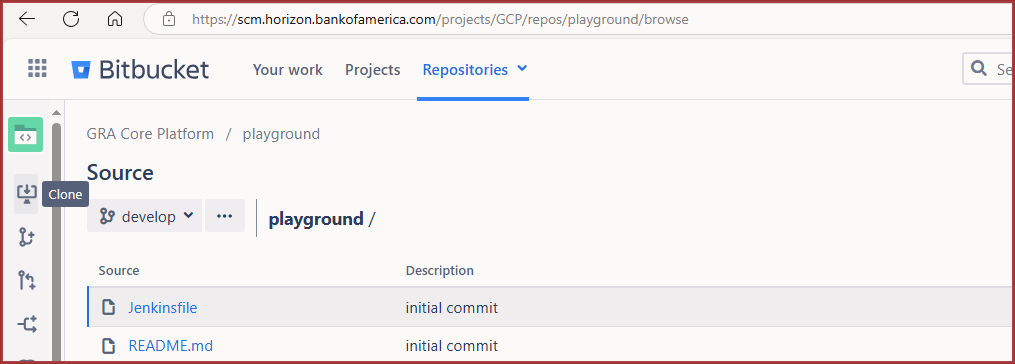 https://scm.horizon.bankofamerica.com/projects/GCP/repos/playground/browse
Bitbucket Your work Projects Repositories Se
GRA Core Platform / playground
Source
Clone
develop playground /
Source Description
Jenkinsfile initial commit
README.md initial commit